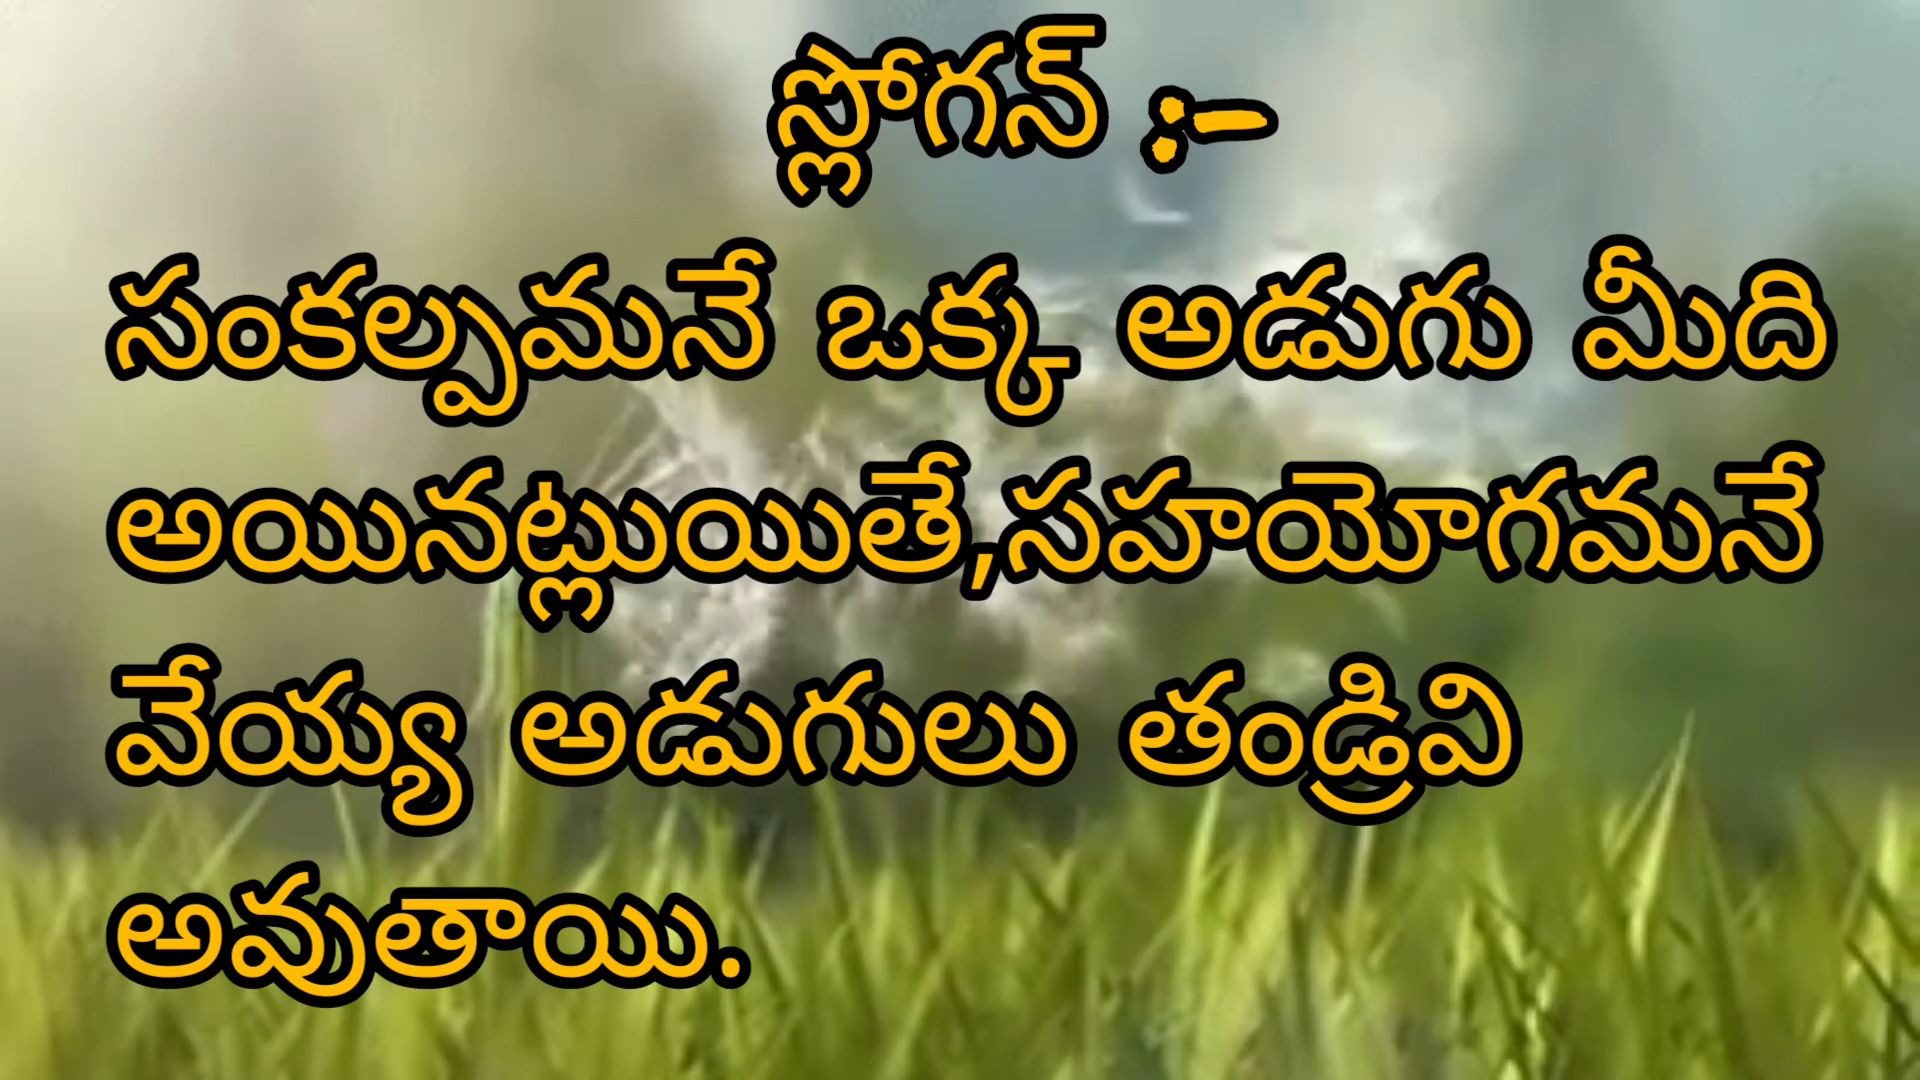 స్లోగన్ :-
సంకల్పమనే ఒక్క అడుగు మీది
అయినట్లుయితే,సహయోగమనే
వేయ్య అడుగులు తండ్రివి
అవుతాయి.